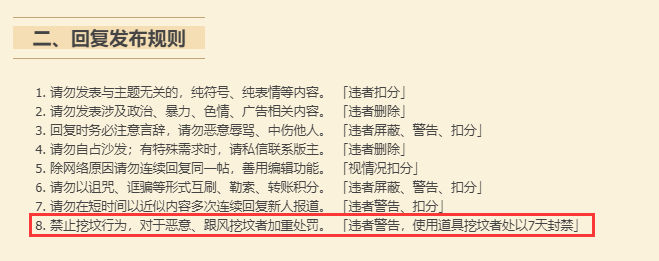 二、回复发布规则
1. 请勿发表与主题无关的，纯符号、纯表情等内容。 「违者扣分」
2. 请勿发表涉及政治、暴力、色情、广告相关内容。 「违者删除」
3. 回复时务必注意言辞，请勿恶意辱骂、中伤他人。 「违者屏蔽、警告、扣分」
4. 请勿自占沙发；有特殊需求时，请私信联系版主。 「违者删除」
5. 除网络原因请勿连续回复同一帖，善用编辑功能。 「视情况扣分」
6. 请勿以诅咒、诓骗等形式互刷、勒索、转账积分。 「违者屏蔽、警告、扣分」
7. 请勿在短时间以近似内容多次连续回复新人报道。 「违者警告、扣分」
8. 禁止挖坟行为，对于恶意、跟风挖坟者加重处罚。 「违者警告，使用道具挖坟者处以7天封禁」